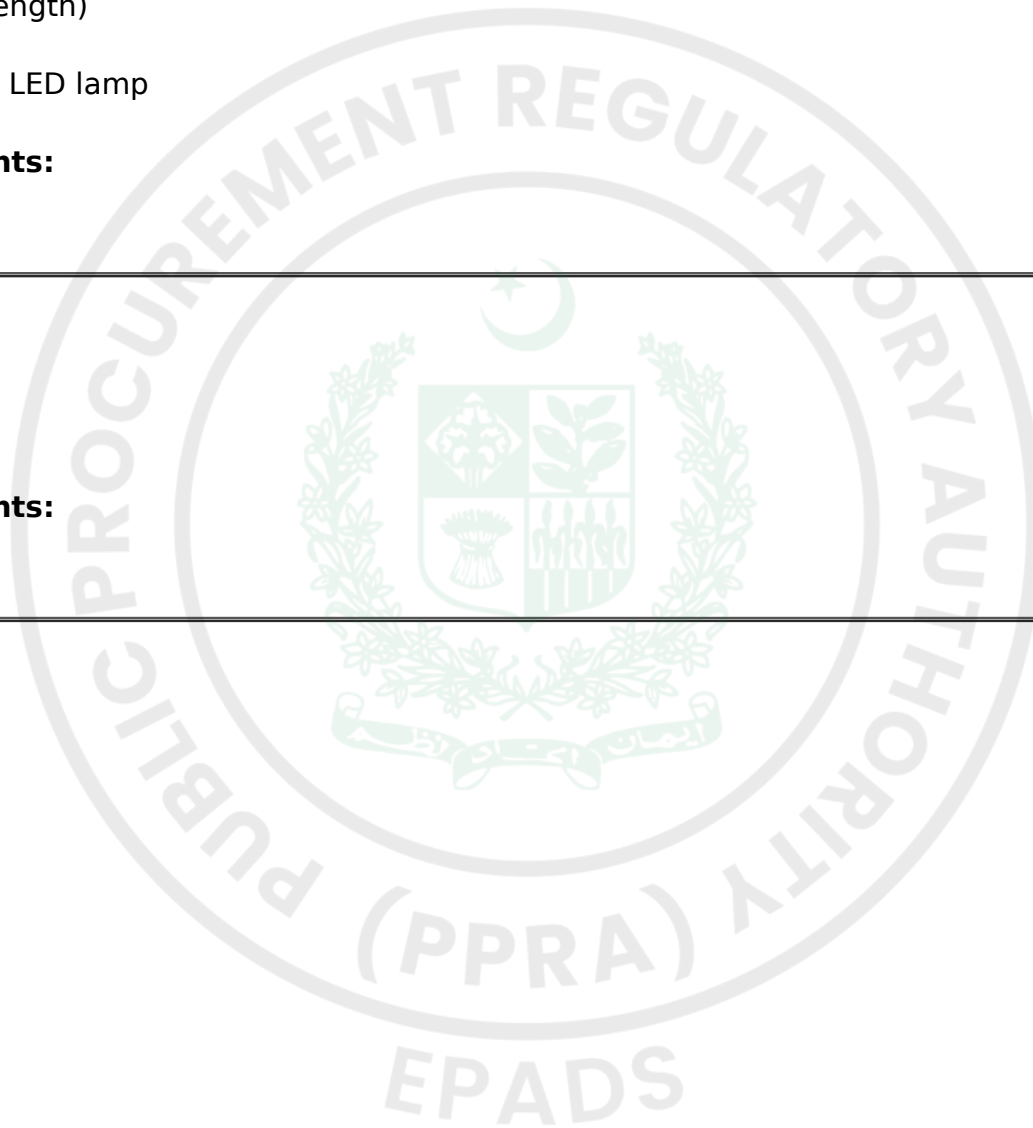 ength)
LED lamp
nts:
nts:
PUBLIC PROCUREMENT REGULATORY AUTHORITY
(PPRA)
EPADS